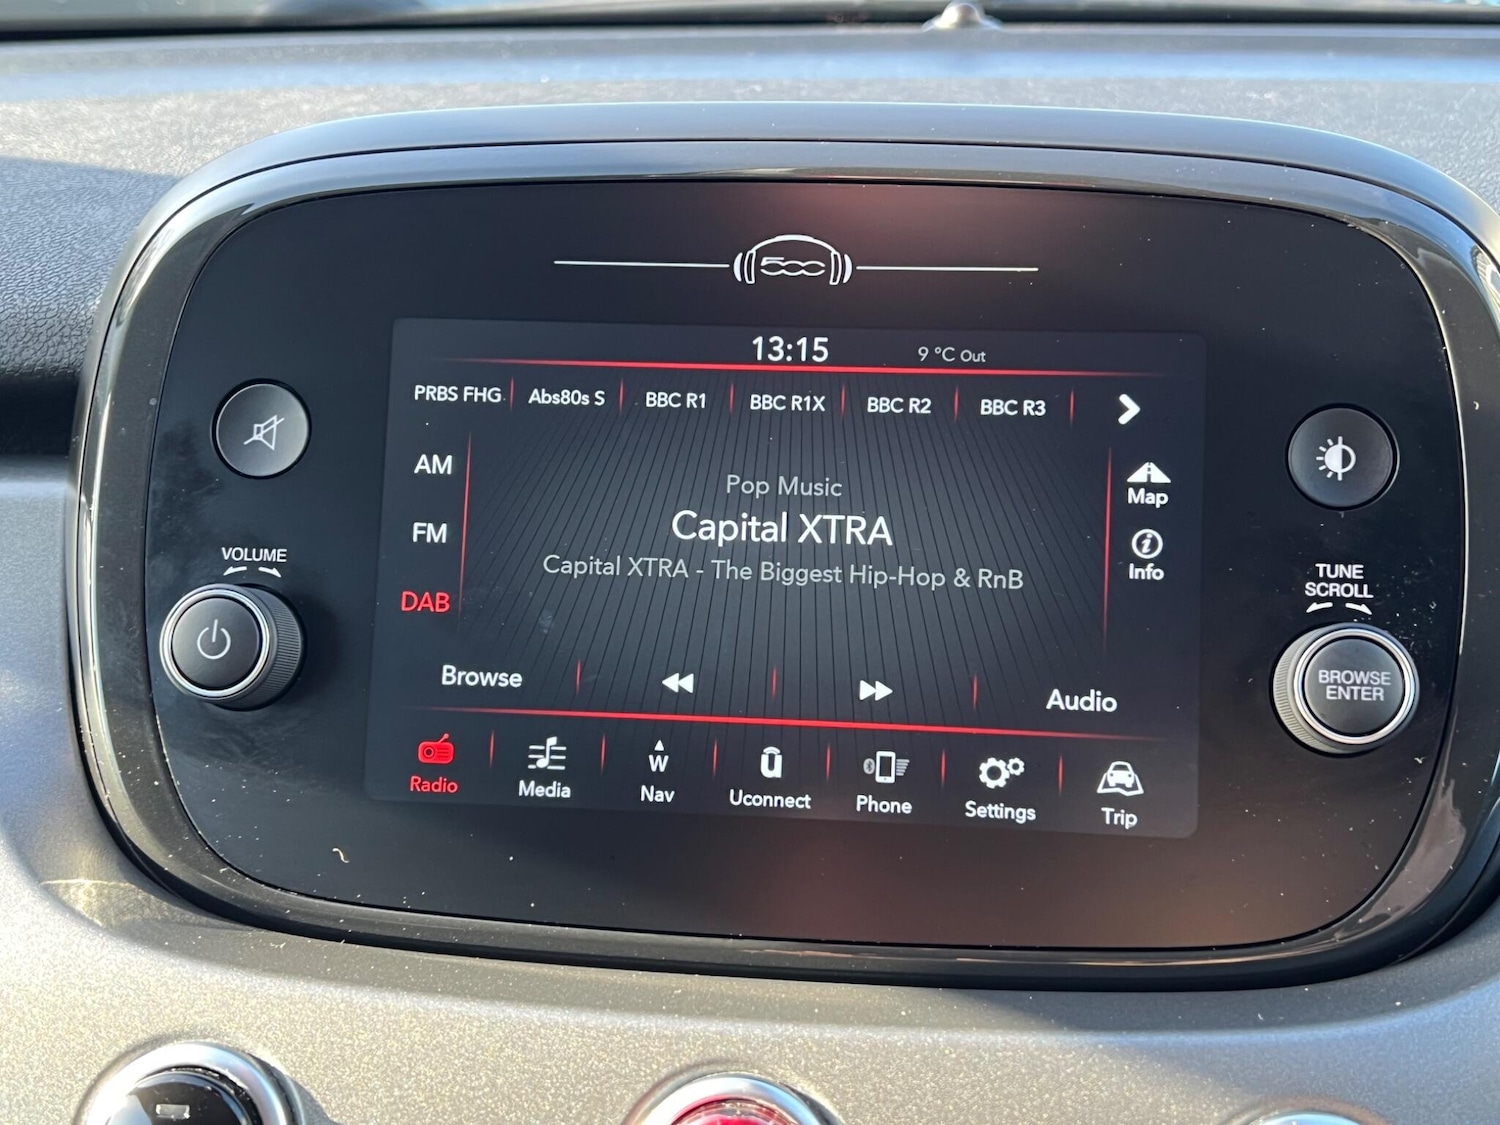 500
13:15 9 °C Out
PRBS FHG Abs80s S BBC R1 BBC R1X BBC R2 BBC R3
AM
FM
DAB
Pop Music
Capital XTRA
Capital XTRA - The Biggest Hip-Hop & RnB
Map
Info
Browse Audio
Radio Media W Nav Uconnect Phone Settings Trip
VOLUME
TUNE
SCROLL
BROWSE
ENTER